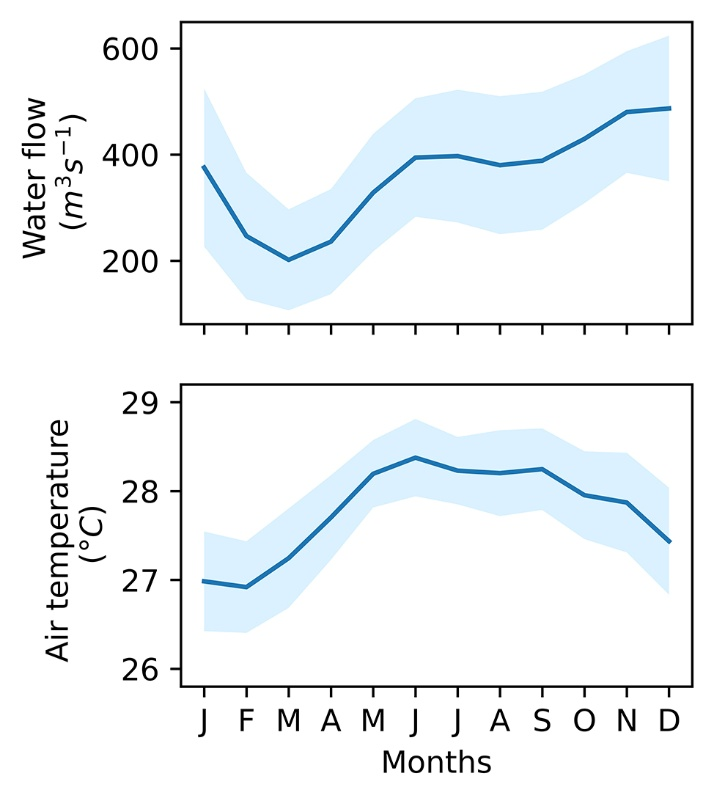 Water flow
(m³s⁻¹)
600
400
200
Air temperature
(°C)
29
28
27
26
J F M A M J J A S O N D
Months